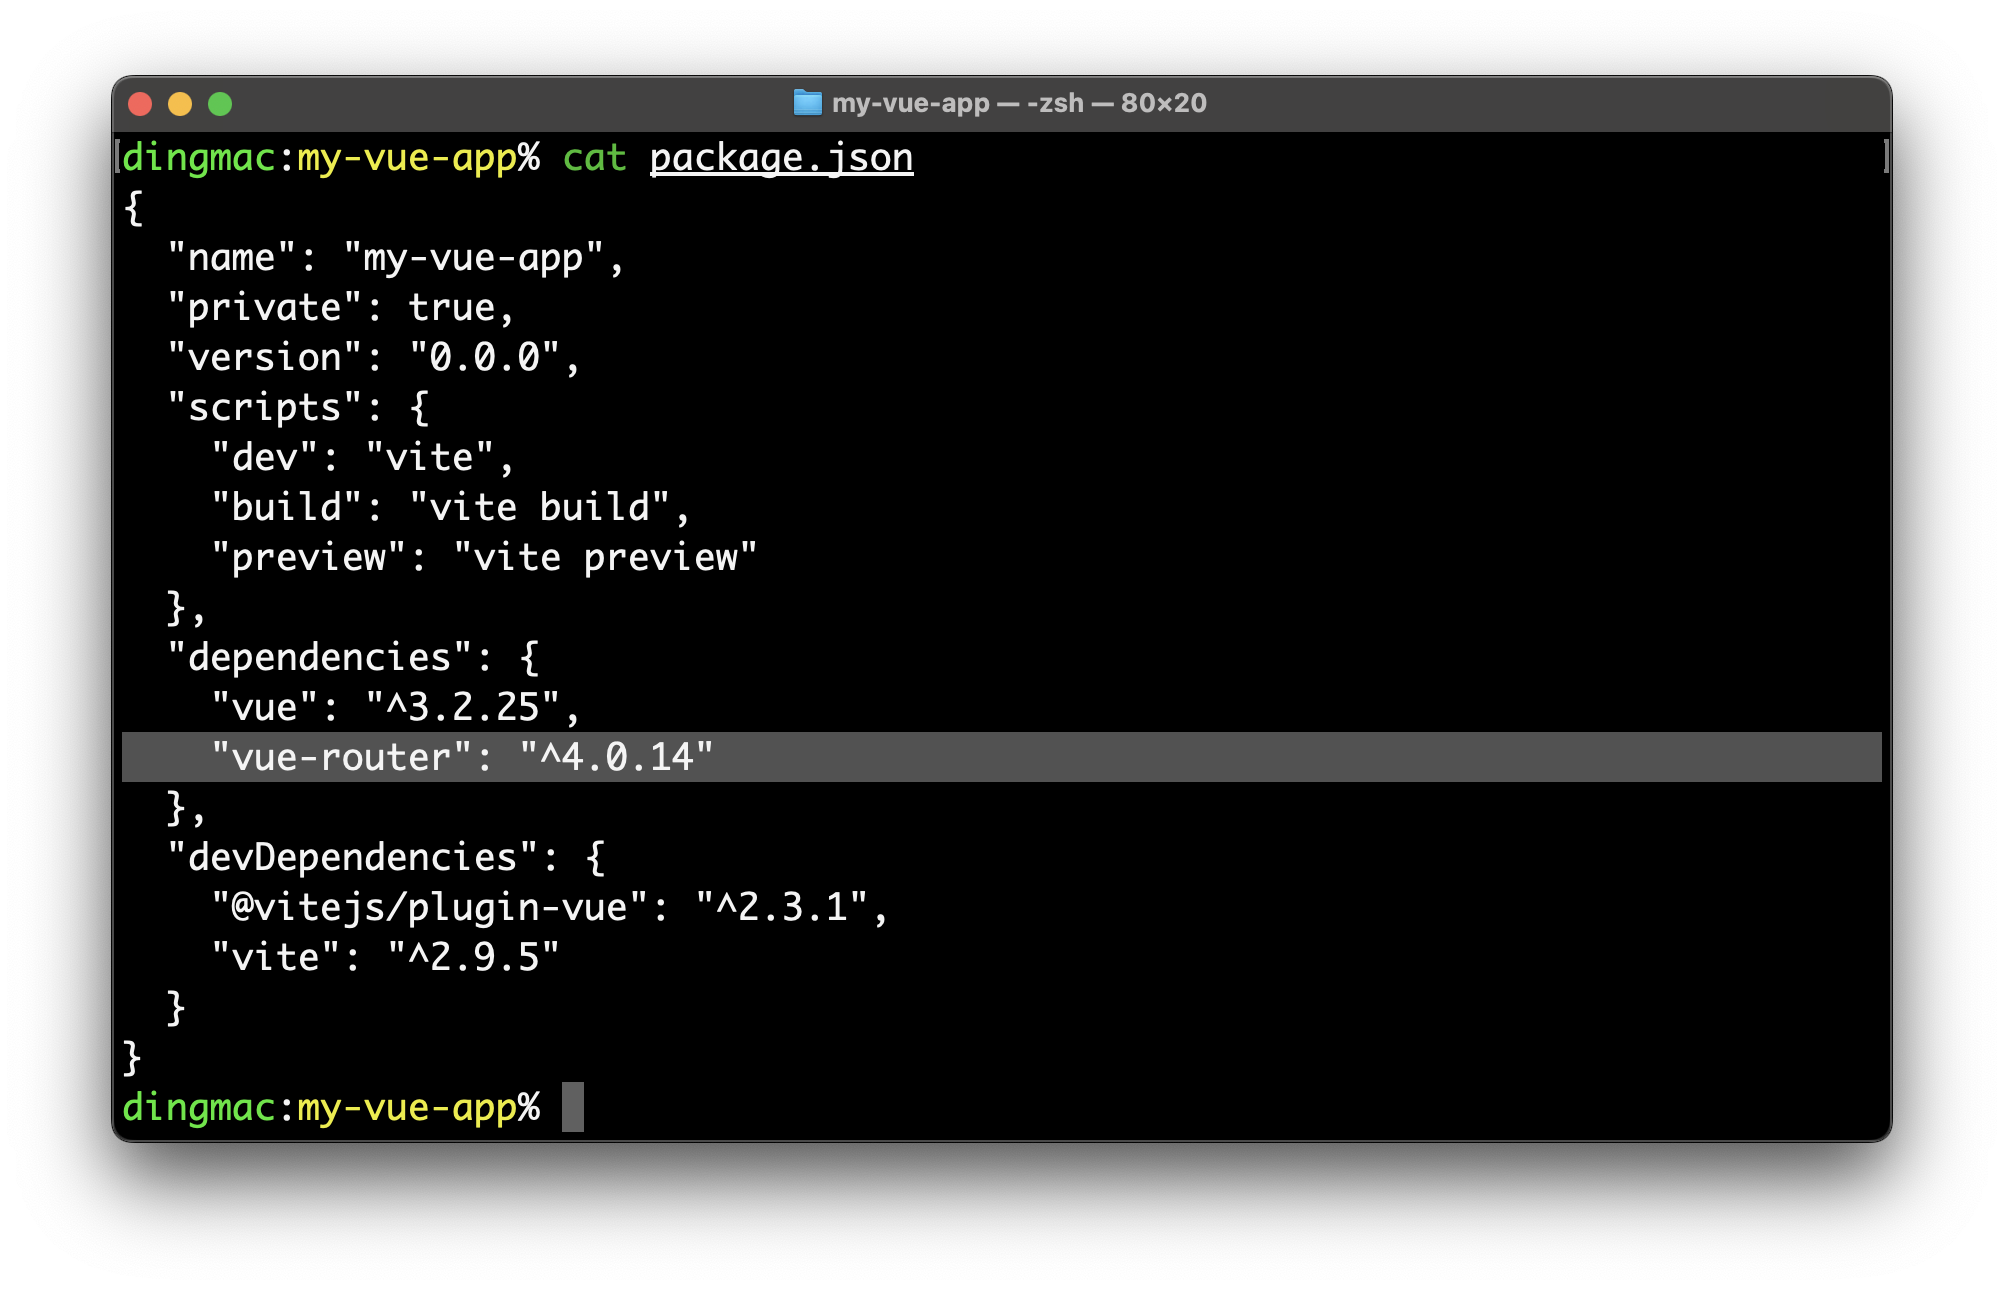 my-vue-app — -zsh — 80×20
dingmac:my-vue-app% cat package.json
{
  "name": "my-vue-app",
  "private": true,
  "version": "0.0.0",
  "scripts": {
    "dev": "vite",
    "build": "vite build",
    "preview": "vite preview"
  },
  "dependencies": {
    "vue": "^3.2.25",
    "vue-router": "^4.0.14"
  },
  "devDependencies": {
    "@vitejs/plugin-vue": "^2.3.1",
    "vite": "^2.9.5"
  }
}
dingmac:my-vue-app%